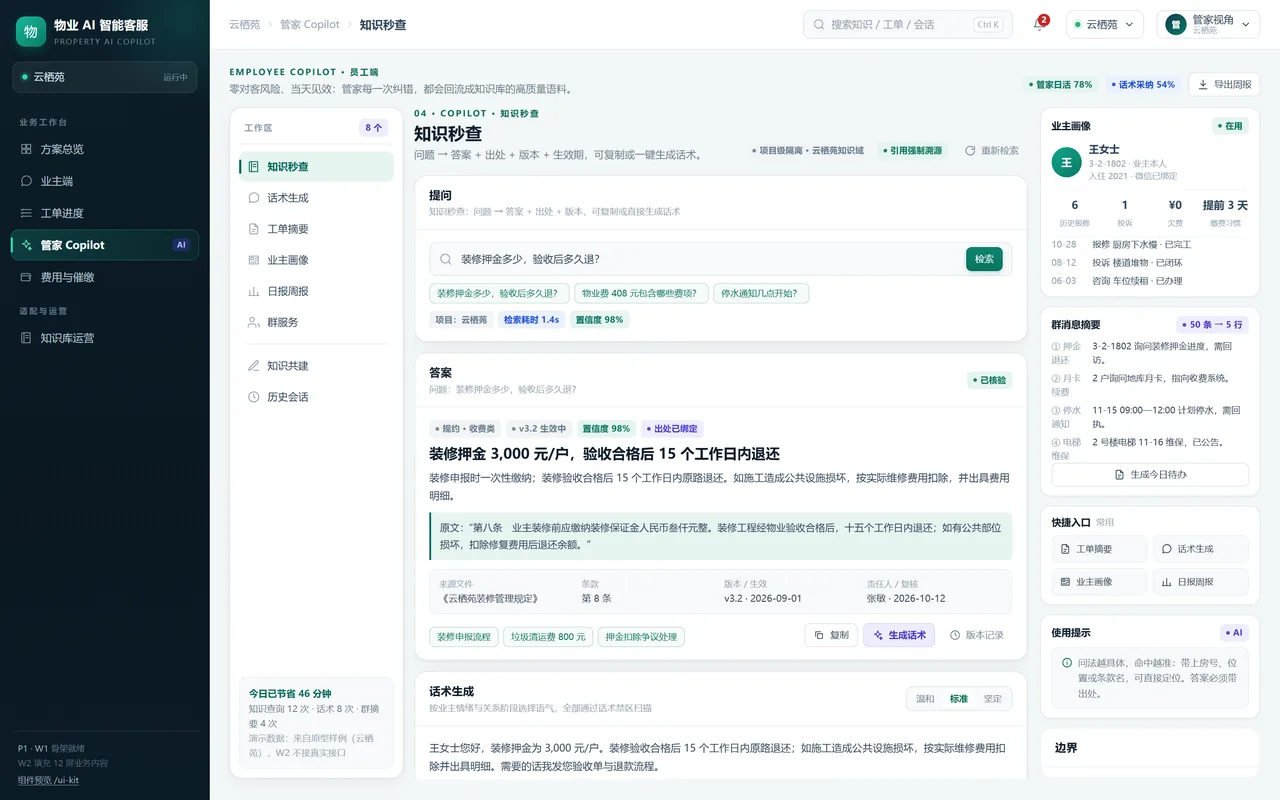 物
物业 AI 智能客服
PROPERTY AI COPILOT
云栖苑
运行中
业务工作台
方案总览
业主端
工单进度
管家 Copilot
AI
费用与催缴
适配与运营
知识库运营
P1 · W1 骨架就绪
W2 填充 12 屏业务内容
组件预览 /ui-kit
云栖苑 › 管家 Copilot › 知识秒查
搜索知识 / 工单 / 会话
Ctrl K
2
云栖苑
管
管家视角
云栖苑
EMPLOYEE COPILOT · 员工端
零对客风险、当天见效：管家每一次纠错，都会回流成知识库的高质量语料。
管家日活 78%
话术采纳 54%
导出周报
工作区
8 个
知识秒查
话术生成
工单摘要
业主画像
日报周报
群服务
知识共建
历史会话
今日已节省 46 分钟
知识查询 12 次 · 话术 8 次 · 群摘
要 4 次
演示数据：来自原型样例（云栖
苑），W2 不接真实接口
04 · COPILOT · 知识秒查
知识秒查
问题 → 答案 + 出处 + 版本 + 生效期，可复制或一键生成话术。
项目级隔离 · 云栖苑知识域
引用强制溯源
重新检索
提问
知识秒查：问题 → 答案 + 出处 + 版本，可复制或直接生成话术
装修押金多少，验收后多久退？
检索
装修押金多少，验收后多久退？
物业费 408 元包含哪些费项？
停水通知几点开始？
项目：云栖苑
检索耗时 1.4s
置信度 98%
答案
问题：装修押金多少，验收后多久退？
已核验
规约 · 收费类
v3.2 生效中
置信度 98%
出处已绑定
装修押金 3,000 元/户，验收合格后 15 个工作日内退还
装修申报时一次性缴纳；装修验收合格后 15 个工作日内原路退还。如施工造成公共设施损坏，按实际维修费用扣除，并出具费用
明细。
原文：“第八条　业主装修前应缴纳装修保证金人民币叁仟元整。装修工程经物业验收合格后，十五个工作日内退还；如有公共部位
损坏，扣除修复费用后退还余额。”
来源文件
《云栖苑装修管理规定》
条款
第 8 条
版本 / 生效
v3.2 · 2026-09-01
责任人 / 复核
张敏 · 2026-10-12
装修申报流程
垃圾清运费 800 元
押金扣除争议处理
复制
生成话术
版本记录
话术生成
按业主情绪与关系阶段选择语气，全部通过话术禁区扫描
温和
标准
坚定
王女士您好，装修押金为 3,000 元/户。装修验收合格后 15 个工作日内原路退还；如施工造成公共设施损坏，按实际维修费用扣
除并出具明细。需要的话我发您验收单与退款流程。
业主画像
在用
王
王女士
3-2-1802 · 业主本人
入住 2021 · 微信已绑定
6
历史报修
1
投诉
¥0
欠费
提前 3 天
缴费习惯
10-28 报修 厨房下水慢 · 已完工
08-12 投诉 楼道堆物 · 已闭环
06-03 咨询 车位续租 · 已办理
群消息摘要
50 条 → 5 行
① 押金
退还
3-2-1802 询问装修押金进度，需回
访。
② 月卡
续费
2 户询问地库月卡，指向收费系统。
③ 停水
通知
11-15 09:00—12:00 计划停水，需回
执。
④ 电梯
维保
2 号楼电梯 11-16 维保，已公告。
生成今日待办
快捷入口 常用
工单摘要
话术生成
业主画像
日报周报
使用提示
AI
问法越具体，命中越准：带上房号、位
置或条款名，可直接定位。答案必须带
出处。
边界